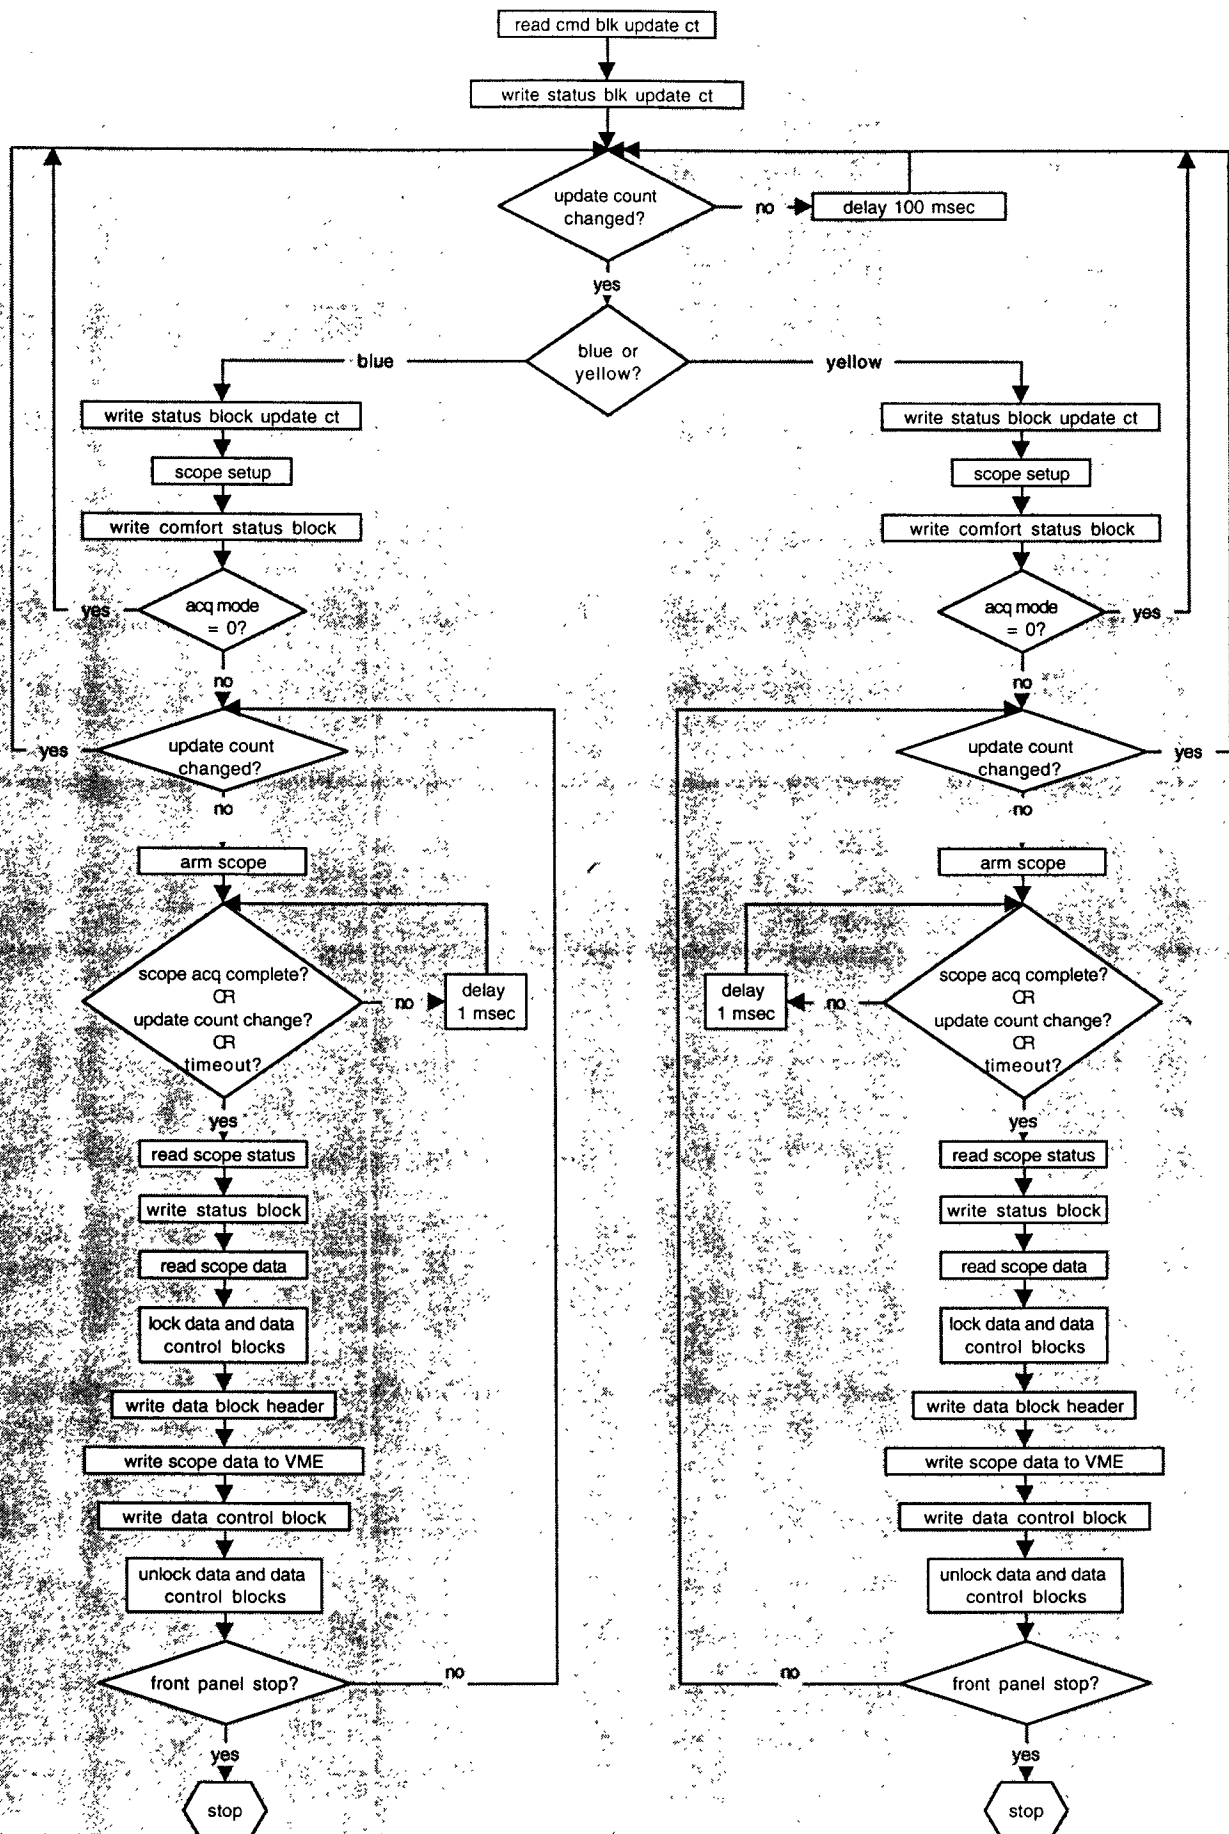 read cmd blk update ct
write status blk update ct
update count
changed?
no
delay 100 msec
yes
blue or
yellow?
blue
yellow
write status block update ct
scope setup
write comfort status block
acq mode
= 0?
yes
no
update count
changed?
yes
no
arm scope
scope acq complete?
OR
update count change?
OR
timeout?
no
delay
1 msec
yes
read scope status
write status block
read scope data
lock data and data
control blocks
write data block header
write scope data to VME
write data control block
unlock data and data
control blocks
front panel stop?
no
yes
stop
write status block update ct
scope setup
write comfort status block
acq mode
= 0?
yes
no
update count
changed?
yes
no
arm scope
scope acq complete?
OR
update count change?
OR
timeout?
no
delay
1 msec
yes
read scope status
write status block
read scope data
lock data and data
control blocks
write data block header
write scope data to VME
write data control block
unlock data and data
control blocks
front panel stop?
no
yes
stop